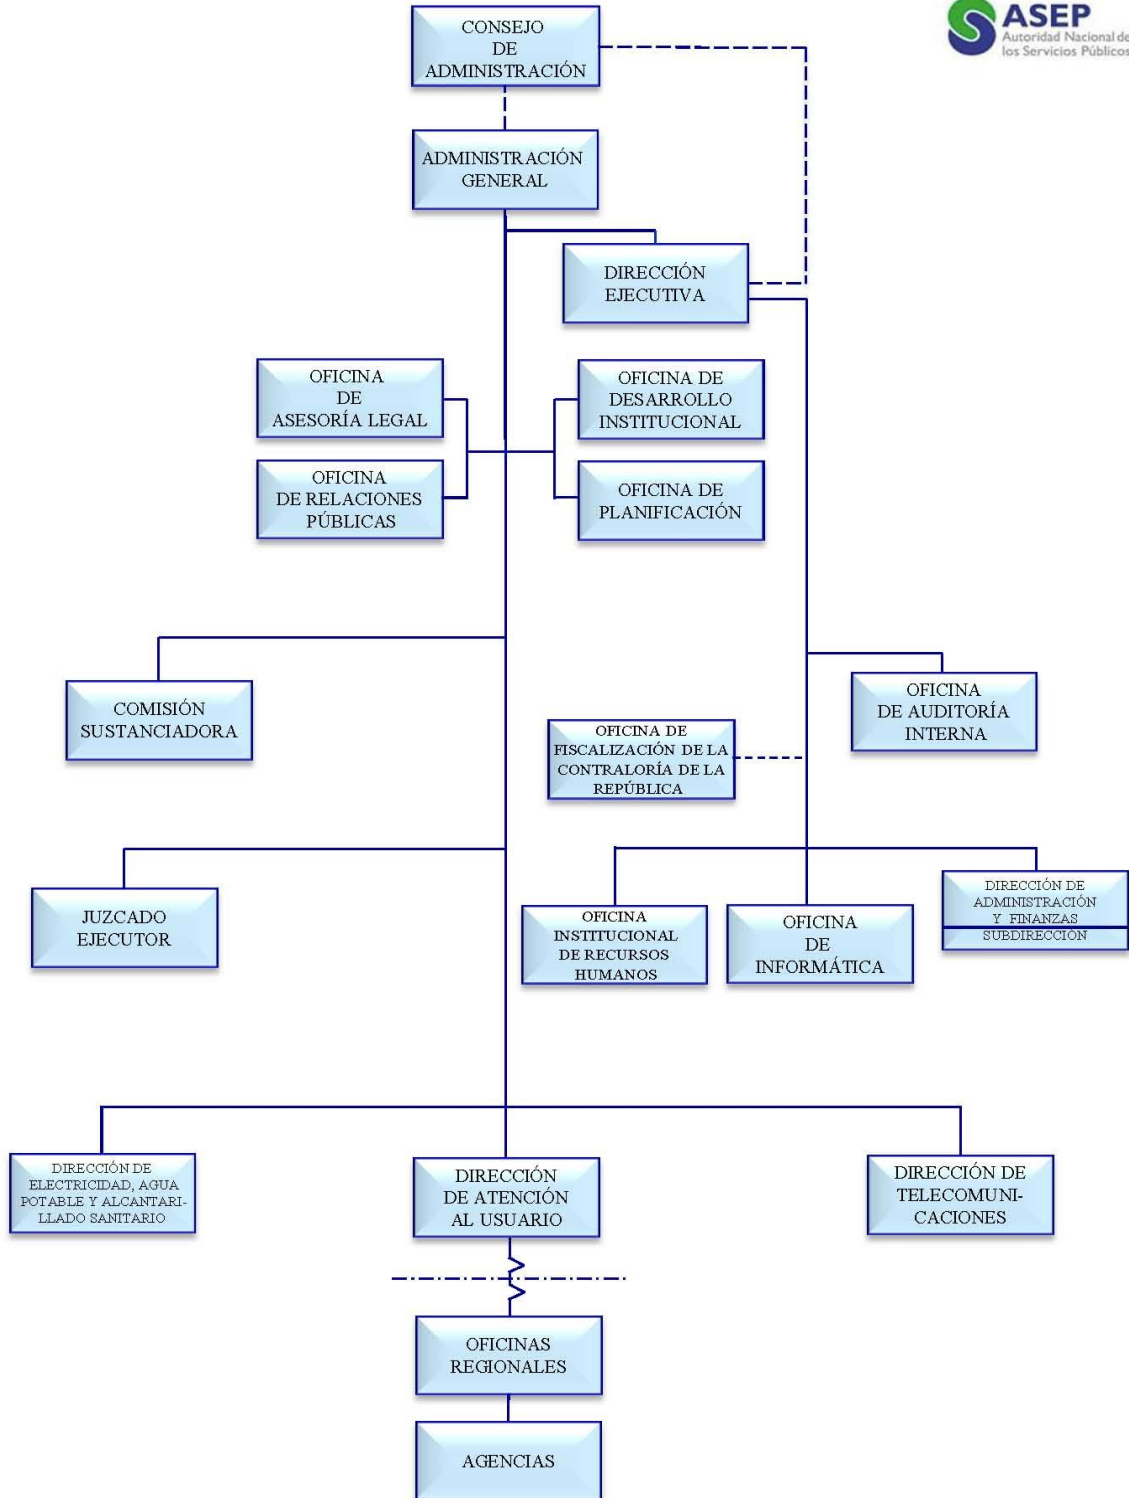 ASEP
Autoridad Nacional de
los Servicios Públicos
CONSEJO
DE
ADMINISTRACIÓN
ADMINISTRACIÓN
GENERAL
DIRECCIÓN
EJECUTIVA
OFICINA
DE
ASESORÍA LEGAL
OFICINA DE
DESARROLLO
INSTITUCIONAL
OFICINA
DE RELACIONES
PÚBLICAS
OFICINA DE
PLANIFICACIÓN
COMISIÓN
SUSTANCIADORA
OFICINA
DE AUDITORÍA
INTERNA
OFICINA DE
FISCALIZACIÓN DE LA
CONTRALORÍA DE LA
REPÚBLICA
JUZCADO
EJECUTOR
OFICINA
INSTITUCIONAL
DE RECURSOS
HUMANOS
OFICINA
DE
INFORMÁTICA
DIRECCIÓN DE
ADMINISTRACIÓN
Y FINANZAS
SUBDIRECCIÓN
DIRECCIÓN DE
ELECTRICIDAD, AGUA
POTABLE Y ALCANTARI-
LLADO SANITARIO
DIRECCIÓN
DE ATENCIÓN
AL USUARIO
DIRECCIÓN DE
TELECOMUNI-
CACIONES
OFICINAS
REGIONALES
AGENCIAS